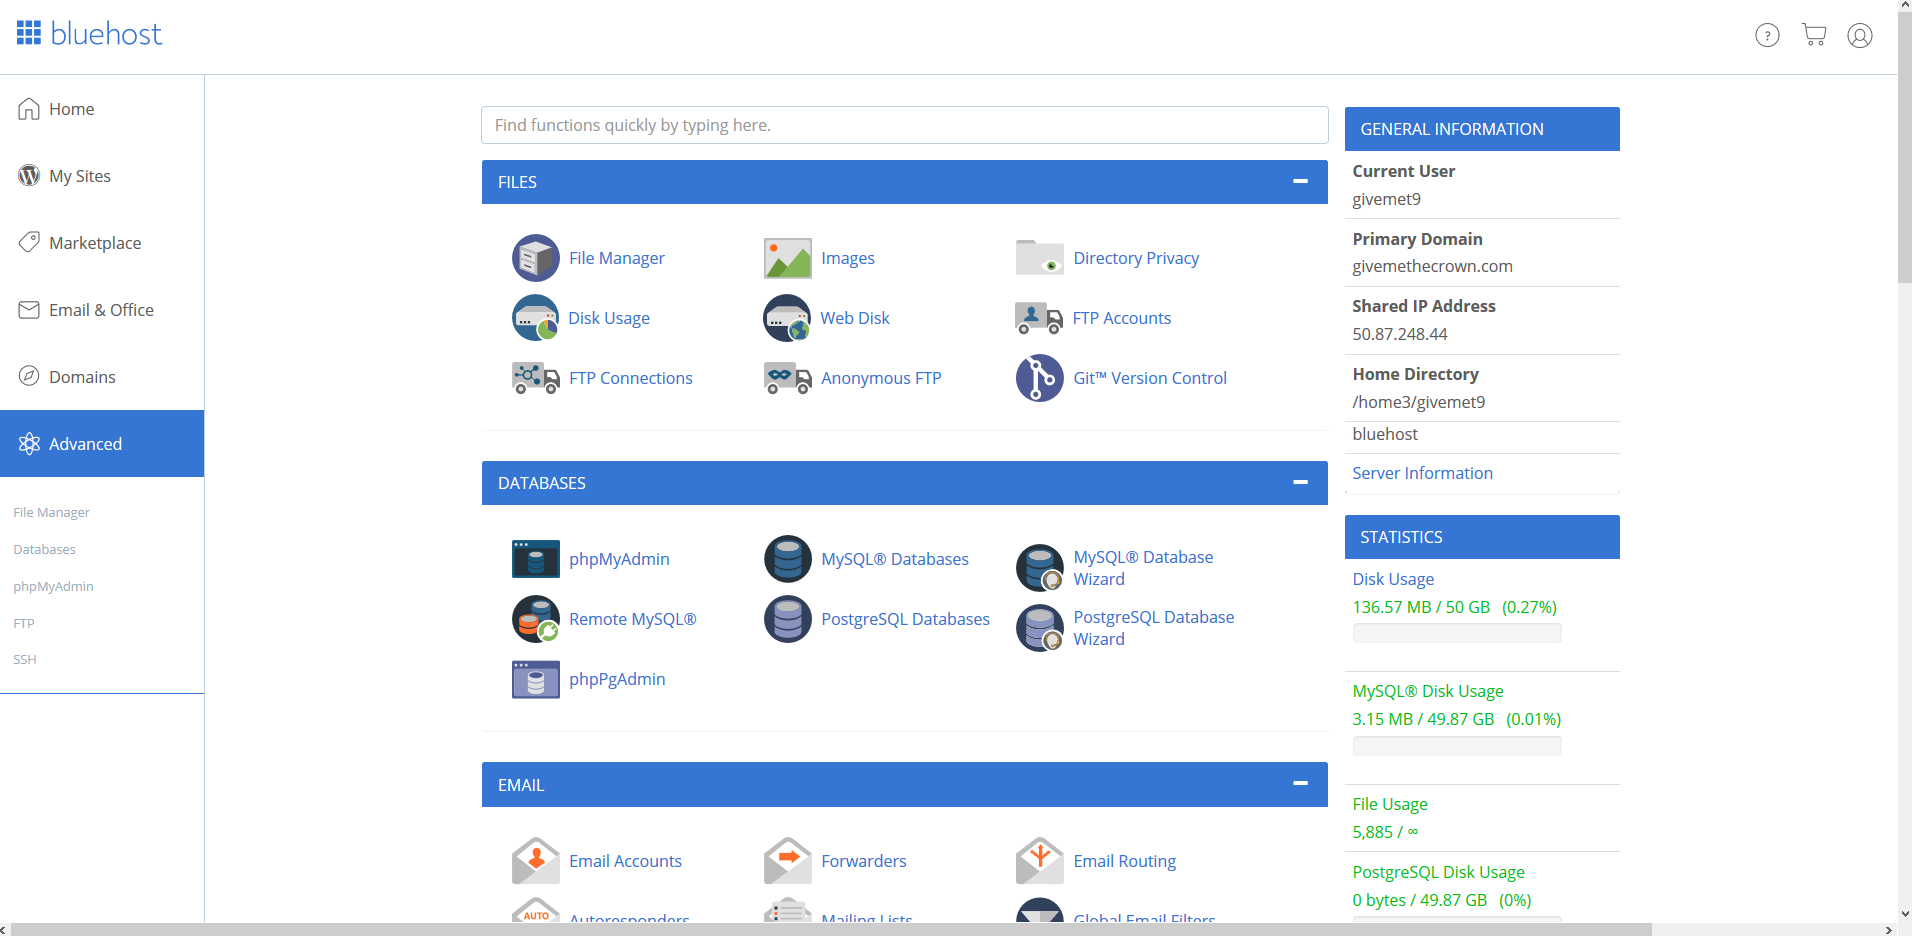 bluehost
?
Home
My Sites
Marketplace
Email & Office
Domains
Advanced
File Manager
Databases
phpMyAdmin
FTP
SSH
Find functions quickly by typing here.
FILES
File Manager
Images
Directory Privacy
Disk Usage
Web Disk
FTP Accounts
FTP Connections
Anonymous FTP
Git™ Version Control
DATABASES
phpMyAdmin
MySQL® Databases
MySQL® Database
Wizard
Remote MySQL®
PostgreSQL Databases
PostgreSQL Database
Wizard
phpPgAdmin
EMAIL
Email Accounts
Forwarders
Email Routing
AUTO
Autoresponders
Mailing Lists
Global Email Filters
GENERAL INFORMATION
Current User
givemet9
Primary Domain
givemethecrown.com
Shared IP Address
50.87.248.44
Home Directory
/home3/givemet9
bluehost
Server Information
STATISTICS
Disk Usage
136.57 MB / 50 GB (0.27%)
MySQL® Disk Usage
3.15 MB / 49.87 GB (0.01%)
File Usage
5,885 / ∞
PostgreSQL Disk Usage
0 bytes / 49.87 GB (0%)